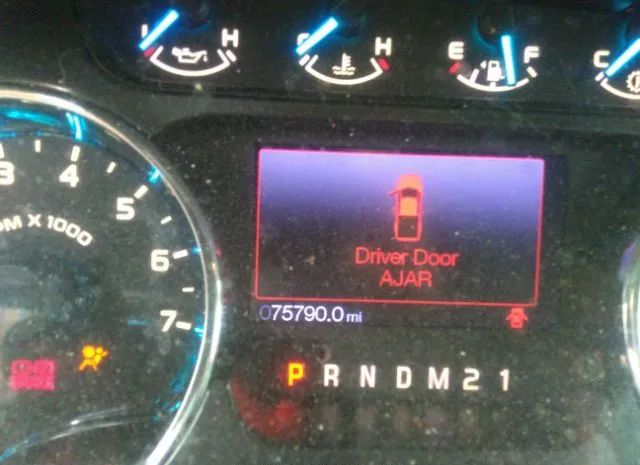 H
C H
E F
C
3 4 5 6 7
RPM X 1000
Driver Door
AJAR
075790.0 mi
P R N D M 2 1